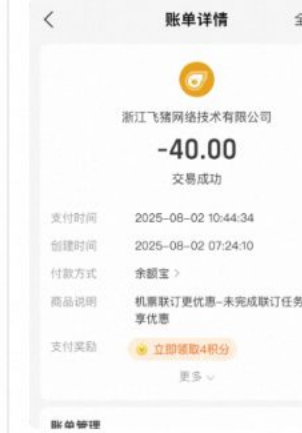 账单详情
浙江飞猪网络技术有限公司
-40.00
交易成功
支付时间 2025-08-02 10:44:34
创建时间 2025-08-02 07:24:10
付款方式 余额宝
商品说明 机票联订更优惠-未完成联订任务
享优惠
支付奖励 立即领取4积分
更多
账单管理